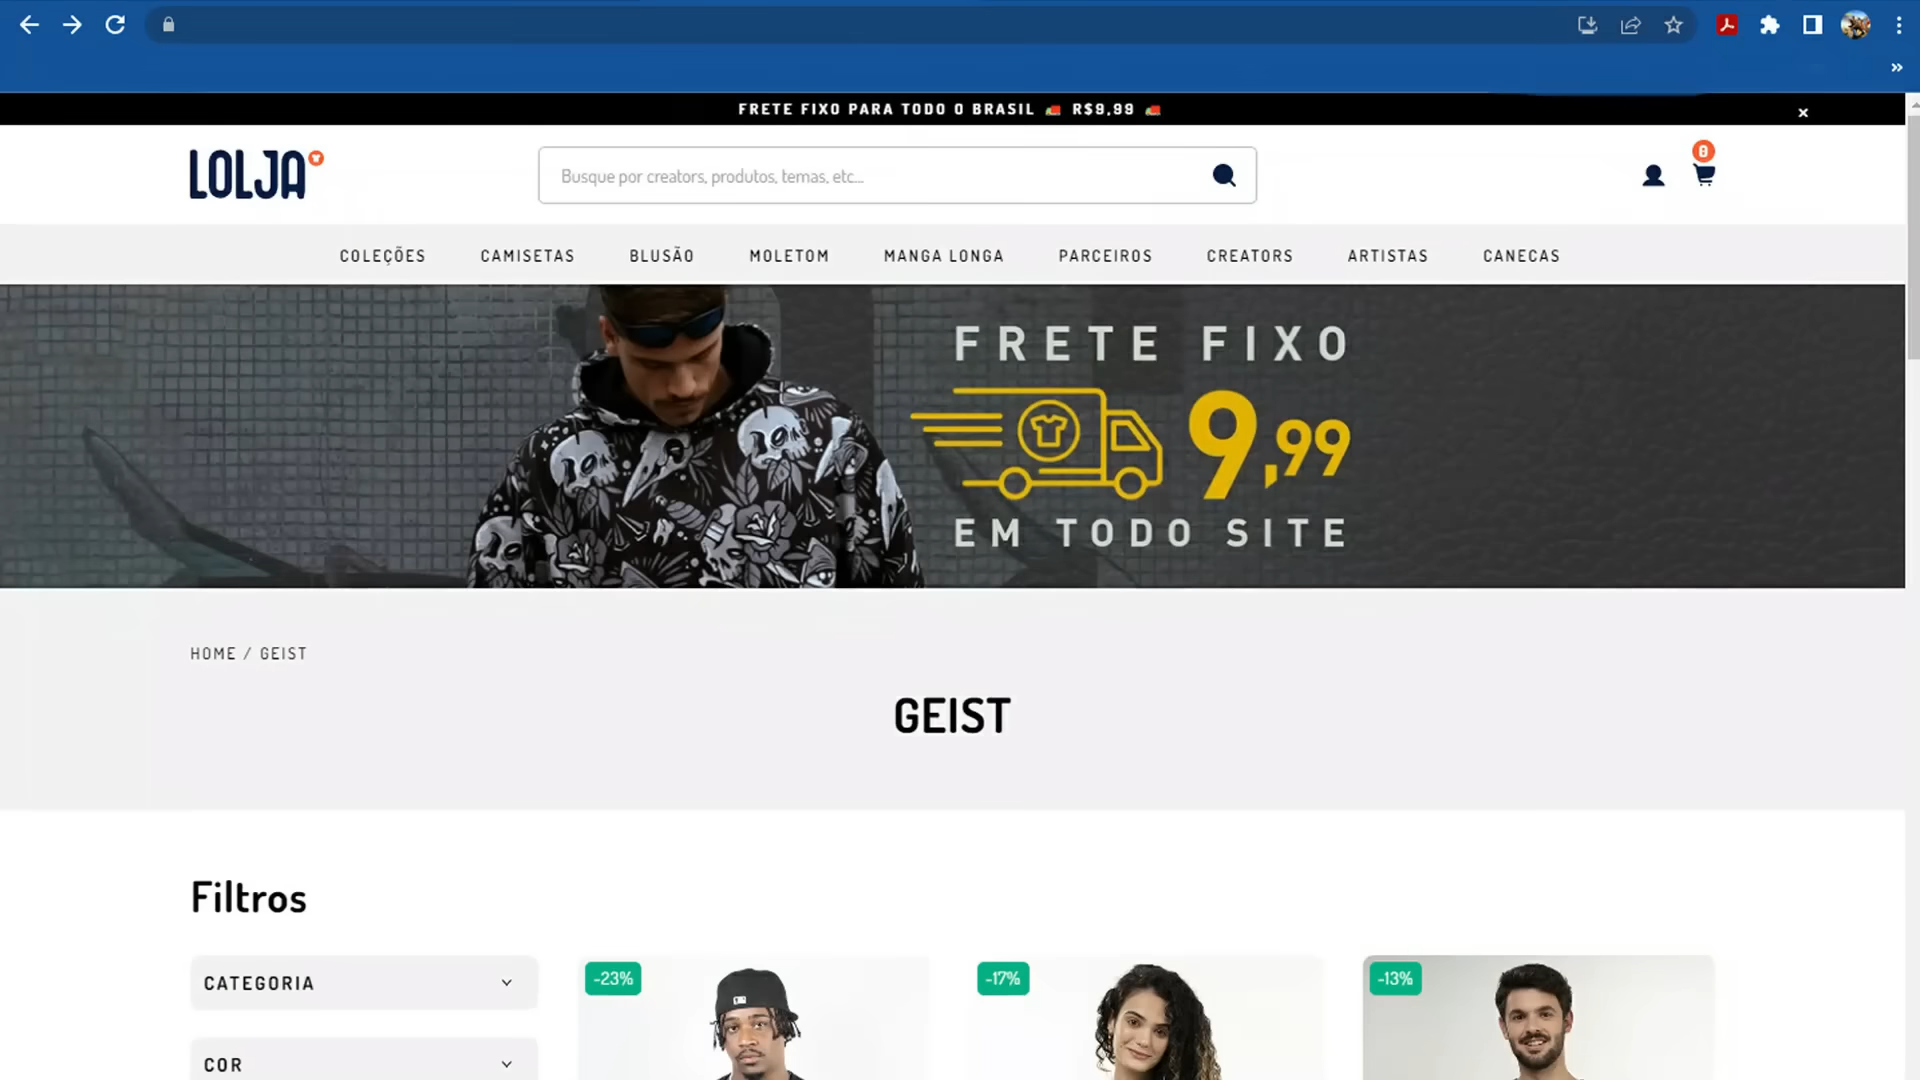 FRETE FIXO PARA TODO O BRASIL 🚛 R$9,99 🚛
LOLJA
Busque por creators, produtos, temas, etc...
0
COLEÇÕES CAMISETAS BLUSÃO MOLETOM MANGA LONGA PARCEIROS CREATORS ARTISTAS CANECAS
FRETE FIXO
9,99
EM TODO SITE
HOME / GEIST
GEIST
Filtros
CATEGORIA
-23% -17% -13%
COR